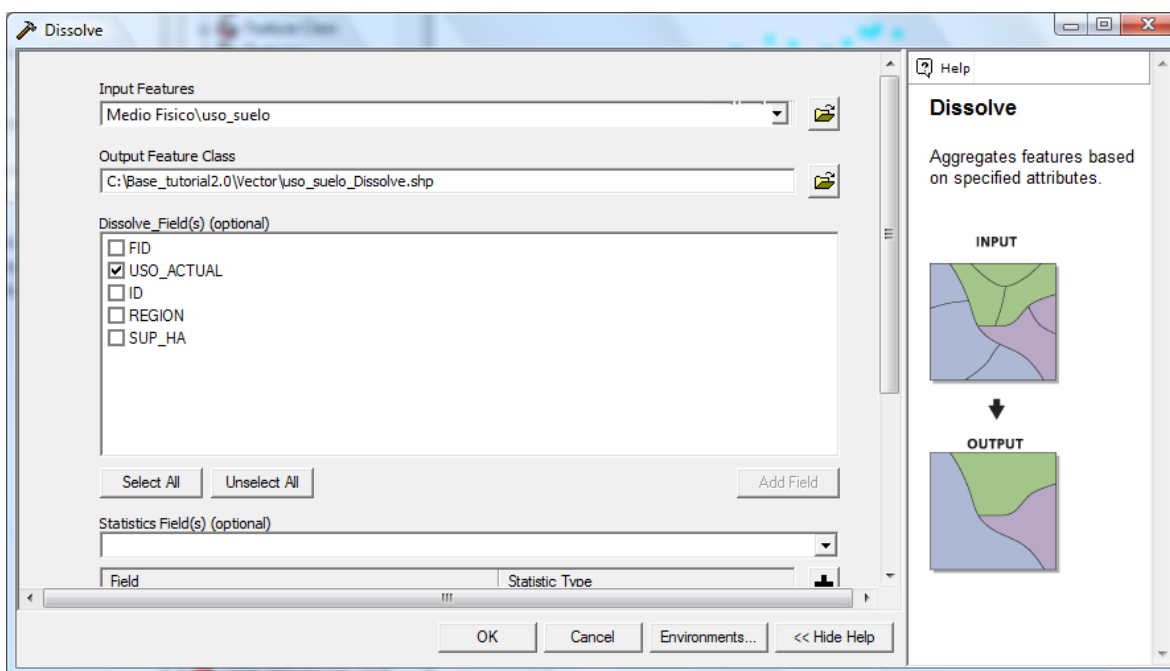 Dissolve
Input Features
Medio Fisico\uso_suelo
Output Feature Class
C:\Base_tutorial2.0\Vector\uso_suelo_Dissolve.shp
Dissolve_Field(s) (optional)
FID
USO_ACTUAL
ID
REGION
SUP_HA
Select All
Unselect All
Add Field
Statistics Field(s) (optional)
Field
Statistic Type
OK
Cancel
Environments...
<< Hide Help
Help
Dissolve
Aggregates features based
on specified attributes.
INPUT
OUTPUT